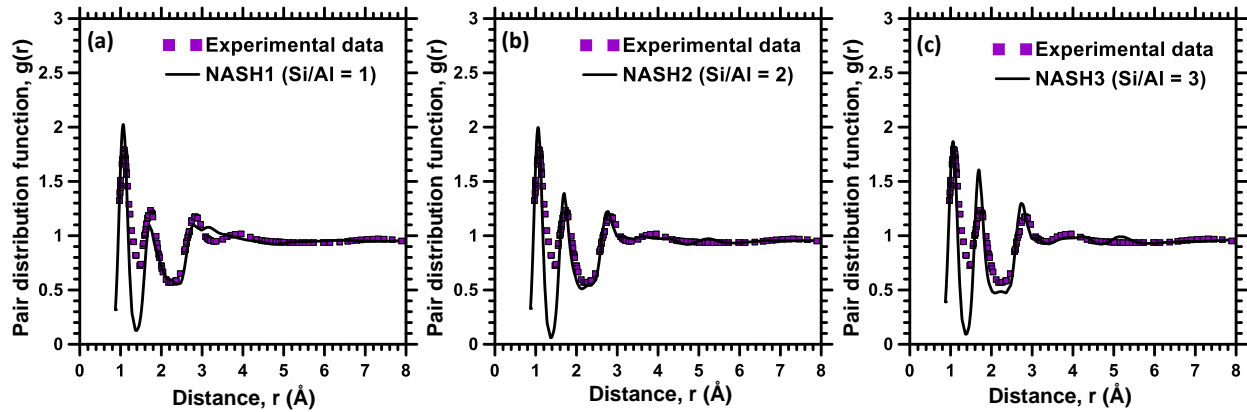 (a)
Experimental data
NASH1 (Si/Al = 1)
Pair distribution function, g(r)
3
2.5
2
1.5
1
0.5
0
0 1 2 3 4 5 6 7 8
Distance, r (Å)
(b)
Experimental data
NASH2 (Si/Al = 2)
Pair distribution function, g(r)
3
2.5
2
1.5
1
0.5
0
0 1 2 3 4 5 6 7 8
Distance, r (Å)
(c)
Experimental data
NASH3 (Si/Al = 3)
Pair distribution function, g(r)
3
2.5
2
1.5
1
0.5
0
0 1 2 3 4 5 6 7 8
Distance, r (Å)